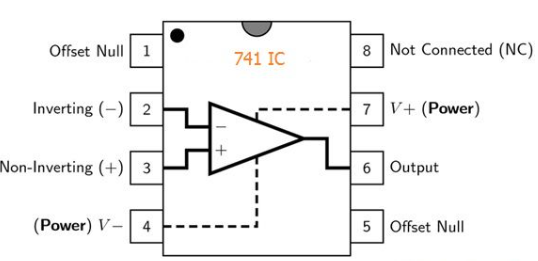 741 IC
Offset Null 1
8 Not Connected (NC)
Inverting (−) 2
7 V+ (Power)
−
+
Non-Inverting (+) 3
6 Output
(Power) V− 4
5 Offset Null